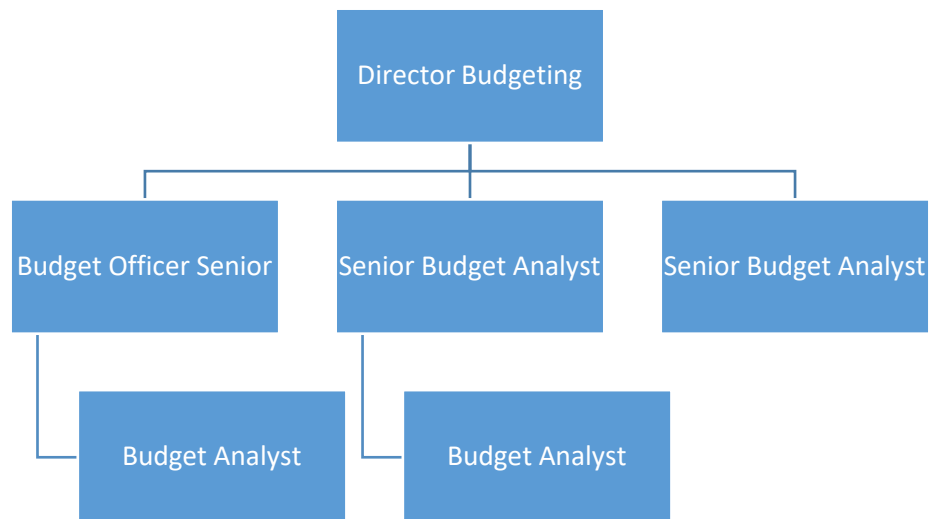 Director Budgeting
Budget Officer Senior
Senior Budget Analyst
Senior Budget Analyst
Budget Analyst
Budget Analyst